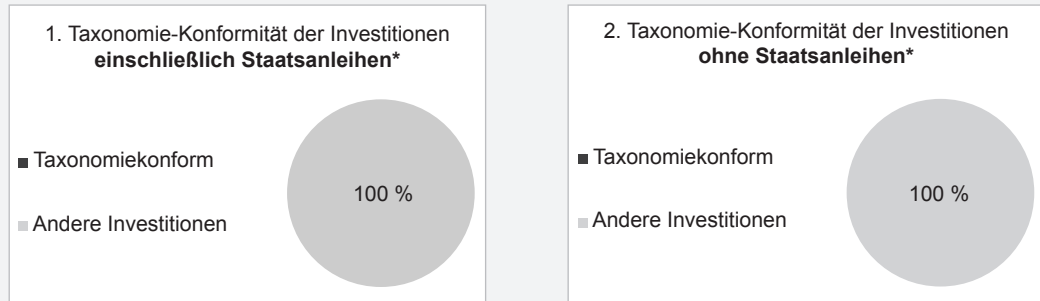 1. Taxonomie-Konformität der Investitionen
einschließlich Staatsanleihen*
Taxonomiekonform
100 %
Andere Investitionen
2. Taxonomie-Konformität der Investitionen
ohne Staatsanleihen*
Taxonomiekonform
100 %
Andere Investitionen